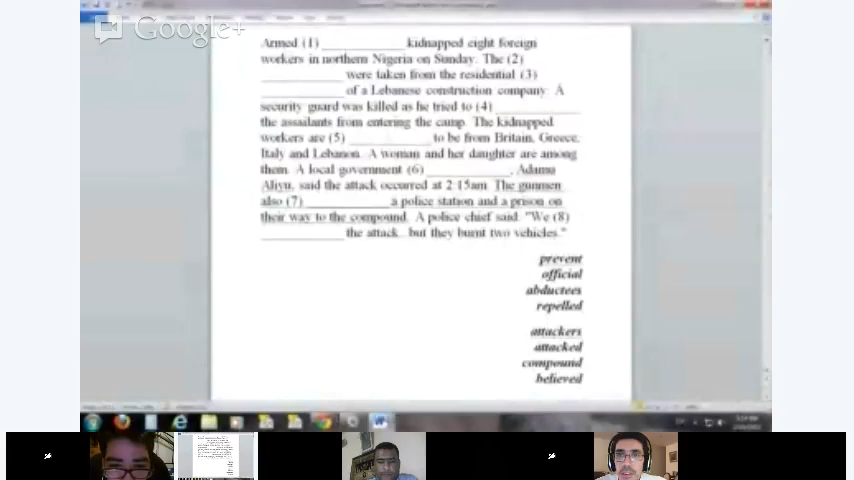 Google+
Armed (1) ____________ kidnapped eight foreign
workers in northern Nigeria on Sunday. The (2)
____________ were taken from the residential (3)
____________ of a Lebanese construction company. A
security guard was killed as he tried to (4) ____________
the assailants from entering the camp. The kidnapped
workers are (5) ____________ to be from Britain, Greece,
Italy and Lebanon. A woman and her daughter are among
them. A local government (6) ____________, Adamu
Aliyu, said the attack occurred at 2:15am. The gunmen
also (7) ____________ a police station and a prison on
their way to the compound. A police chief said: "We (8)
____________ the attack...but they burnt two vehicles."
prevent
official
abductees
repelled
attackers
attacked
compound
believed